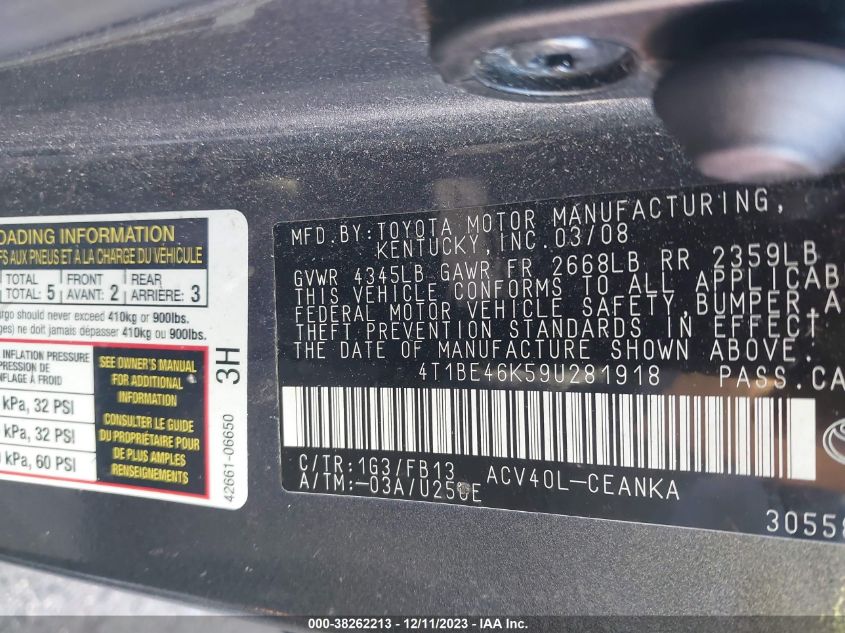 OADING INFORMATION
FS AUX PNEUS ET À LA CHARGE DU VÉHICULE
TOTAL FRONT REAR
TOTAL: 5 AVANT: 2 ARRIÈRE: 3
rgo should never exceed 410kg or 900lbs.
ges) ne doit jamais dépasser 410kg ou 900lbs.
INFLATION PRESSURE
PRESSION DE
NFLAGE À FROID
kPa, 32 PSI
kPa, 32 PSI
kPa, 60 PSI
SEE OWNER'S MANUAL
FOR ADDITIONAL
INFORMATION
CONSULTER LE GUIDE
DU PROPRIÉTAIRE POUR
DE PLUS AMPLES
RENSEIGNEMENTS
3H
42661-06650
MFD.BY:TOYOTA MOTOR MANUFACTURING,
KENTUCKY,INC.03/08
GVWR 4345LB GAWR FR 2668LB RR 2359LB
THIS VEHICLE CONFORMS TO ALL APPLICAB
FEDERAL MOTOR VEHICLE SAFETY,BUMPER,A
THEFT PREVENTION STANDARDS IN EFFECT
THE DATE OF MANUFACTURE SHOWN ABOVE.
4T1BE46K59U281918 PASS.CA
C/TR:1G3/FB13 ACV40L-CEANKA
A/TM:-03A/U250E
3055
000-38262213 - 12/11/2023 - IAA Inc.